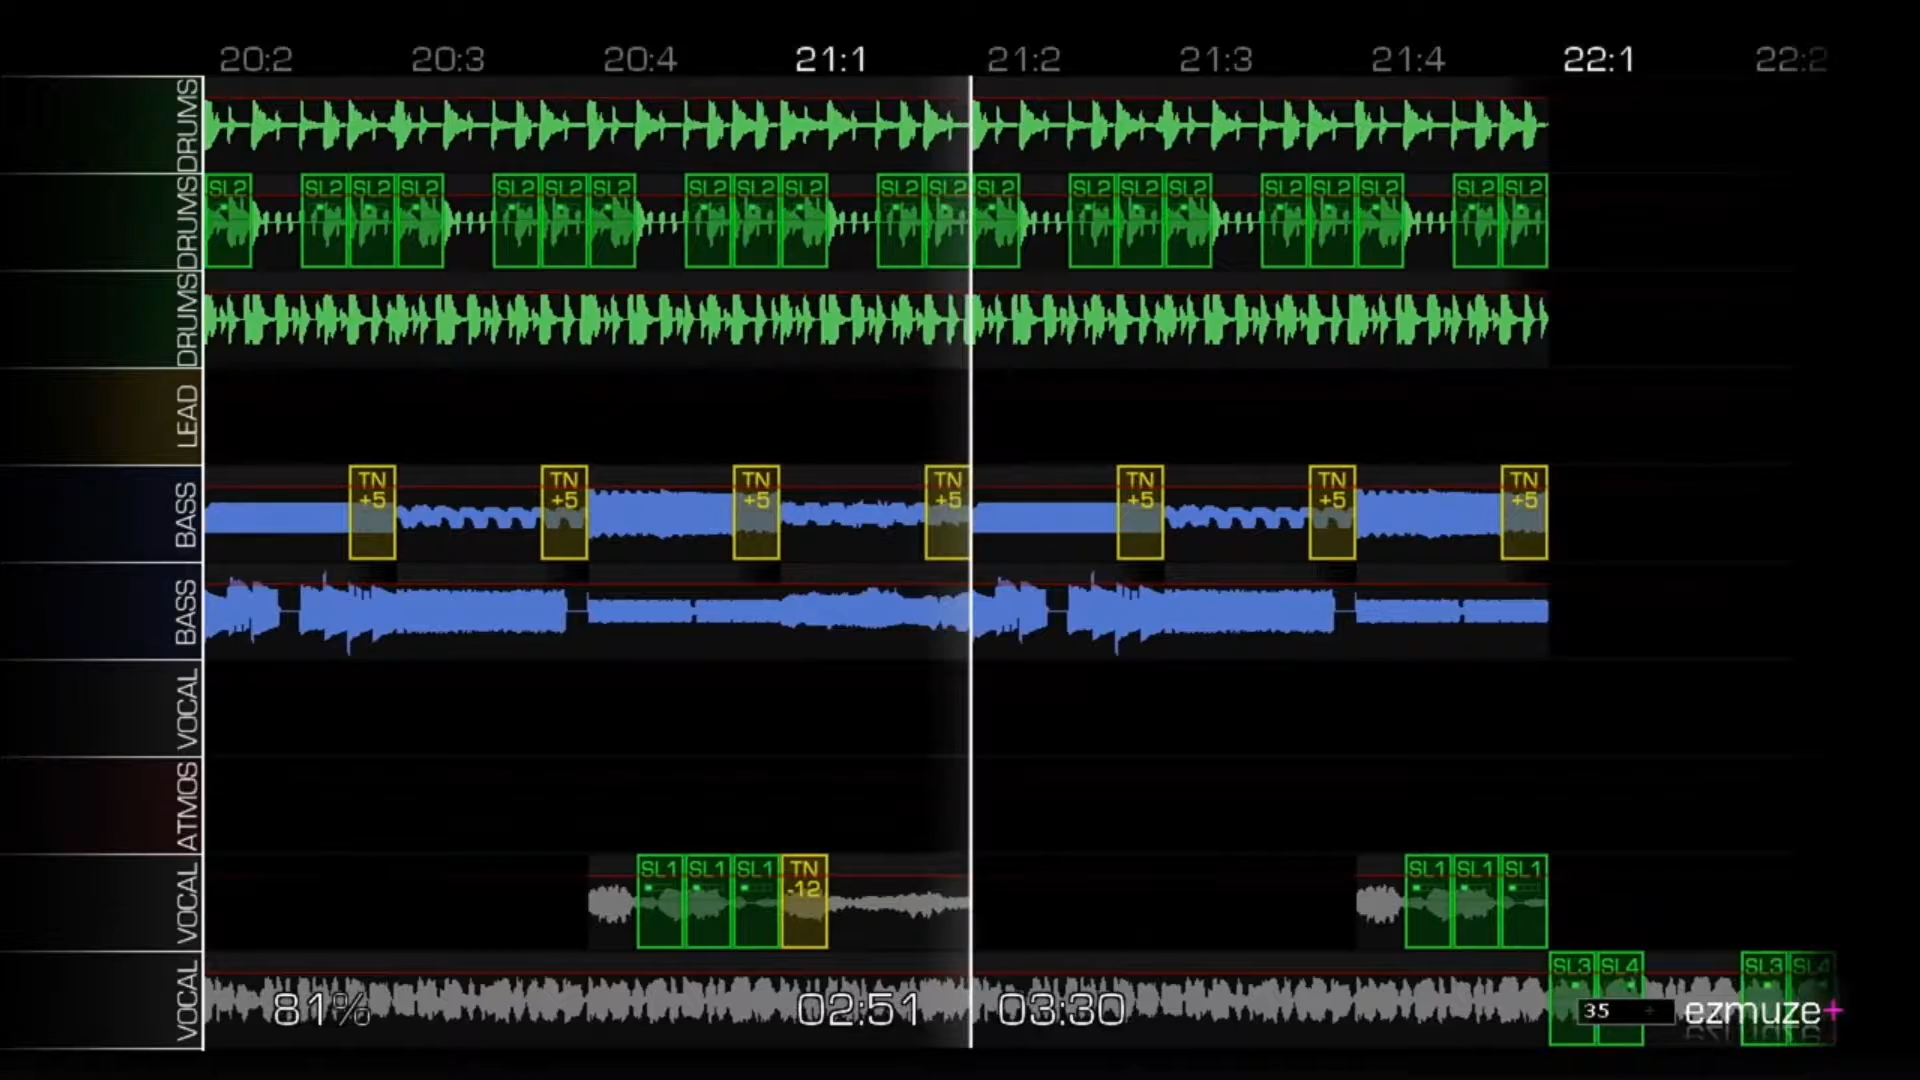 20:2 20:3 20:4 21:1 21:2 21:3 21:4 22:1 22:2
DRUMS
SL2 SL2 SL2 SL2 SL2 SL2 SL2 SL2 SL2 SL2 SL2 SL2 SL2 SL2 SL2 SL2 SL2 SL2 SL2 SL2 SL2
DRUMS
DRUMS
LEAD
TN TN TN TN TN TN TN
+5 +5 +5 +5 +5 +5 +5
BASS
BASS
VOCAL
ATMOS
SL1 SL1 SL1 TN SL1 SL1 SL1
-12
VOCAL
SL3 SL4 SL3 SL4
VOCAL
81% 02:51 03:30 35 ezmuze+